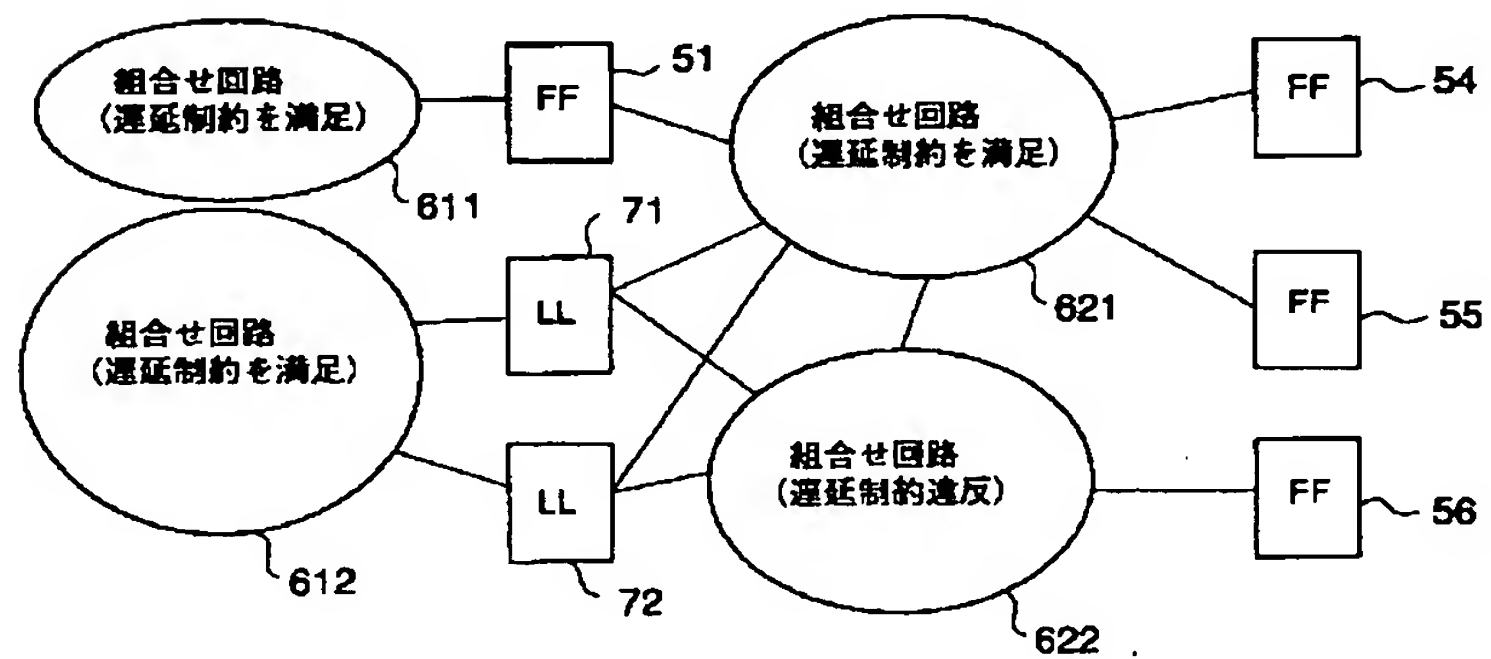 組合せ回路
(遅延制約を満足)
611
FF
51
組合せ回路
(遅延制約を満足)
621
FF
54
組合せ回路
(遅延制約を満足)
612
LL
71
FF
55
LL
72
組合せ回路
(遅延制約違反)
622
FF
56